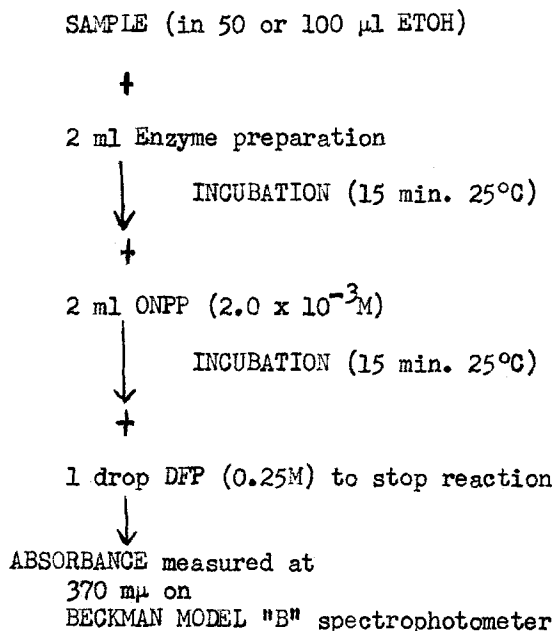 SAMPLE (in 50 or 100 µl ETOH)
+
2 ml Enzyme preparation
INCUBATION (15 min. 25°C)
+
2 ml ONPP (2.0 x 10⁻³M)
INCUBATION (15 min. 25°C)
+
1 drop DFP (0.25M) to stop reaction
ABSORBANCE measured at
370 mµ on
BECKMAN MODEL "B" spectrophotometer